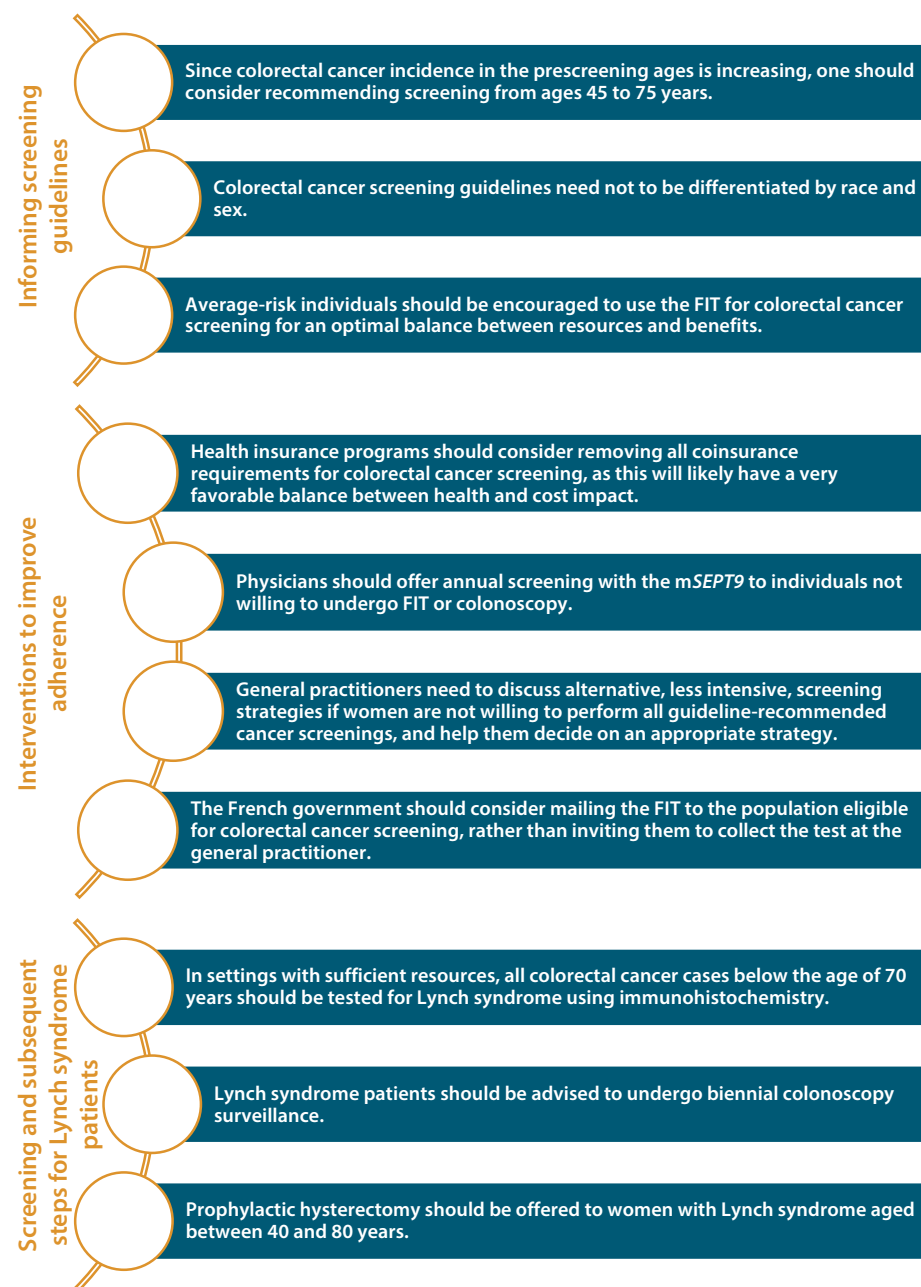 Informing screening
guidelines
Since colorectal cancer incidence in the prescreening ages is increasing, one should
consider recommending screening from ages 45 to 75 years.
Colorectal cancer screening guidelines need not to be differentiated by race and
sex.
Average-risk individuals should be encouraged to use the FIT for colorectal cancer
screening for an optimal balance between resources and benefits.
Interventions to improve
adherence
Health insurance programs should consider removing all coinsurance
requirements for colorectal cancer screening, as this will likely have a very
favorable balance between health and cost impact.
Physicians should offer annual screening with the mSEPT9 to individuals not
willing to undergo FIT or colonoscopy.
General practitioners need to discuss alternative, less intensive, screening
strategies if women are not willing to perform all guideline-recommended
cancer screenings, and help them decide on an appropriate strategy.
The French government should consider mailing the FIT to the population eligible
for colorectal cancer screening, rather than inviting them to collect the test at the
general practitioner.
Screening and subsequent
steps for Lynch syndrome
patients
In settings with sufficient resources, all colorectal cancer cases below the age of 70
years should be tested for Lynch syndrome using immunohistochemistry.
Lynch syndrome patients should be advised to undergo biennial colonoscopy
surveillance.
Prophylactic hysterectomy should be offered to women with Lynch syndrome aged
between 40 and 80 years.